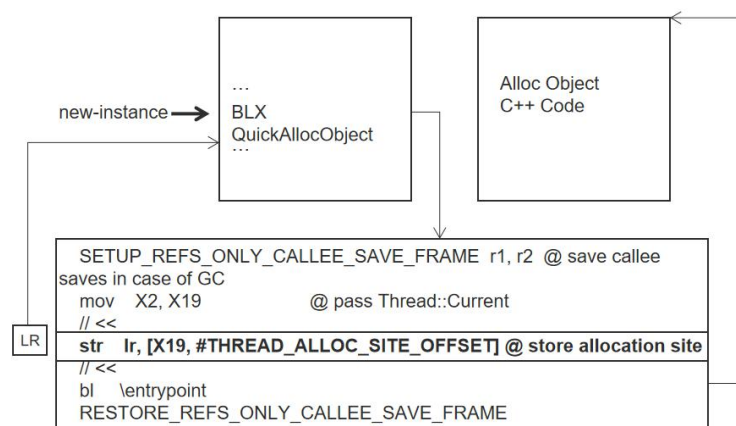 ...
new-instance
BLX
QuickAllocObject
...
Alloc Object
C++ Code
SETUP_REFS_ONLY_CALLEE_SAVE_FRAME r1, r2 @ save callee
saves in case of GC
mov X2, X19 @ pass Thread::Current
// <<
LR
str lr, [X19, #THREAD_ALLOC_SITE_OFFSET] @ store allocation site
// <<
bl \entrypoint
RESTORE_REFS_ONLY_CALLEE_SAVE_FRAME